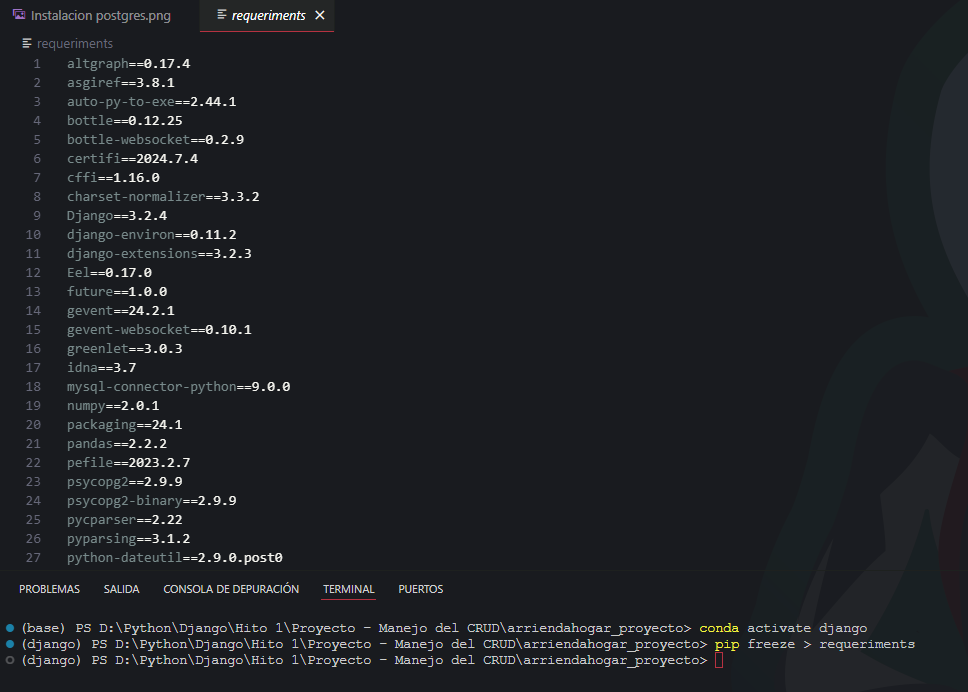 Instalacion postgres.png requeriments
requeriments
1 altgraph==0.17.4
2 asgiref==3.8.1
3 auto-py-to-exe==2.44.1
4 bottle==0.12.25
5 bottle-websocket==0.2.9
6 certifi==2024.7.4
7 cffi==1.16.0
8 charset-normalizer==3.3.2
9 Django==3.2.4
10 django-environ==0.11.2
11 django-extensions==3.2.3
12 Eel==0.17.0
13 future==1.0.0
14 gevent==24.2.1
15 gevent-websocket==0.10.1
16 greenlet==3.0.3
17 idna==3.7
18 mysql-connector-python==9.0.0
19 numpy==2.0.1
20 packaging==24.1
21 pandas==2.2.2
22 pefile==2023.2.7
23 psycopg2==2.9.9
24 psycopg2-binary==2.9.9
25 pycparser==2.22
26 pyparsing==3.1.2
27 python-dateutil==2.9.0.post0
PROBLEMAS SALIDA CONSOLA DE DEPURACIÓN TERMINAL PUERTOS
(base) PS D:\Python\Django\Hito 1\Proyecto - Manejo del CRUD\arriendahogar_proyecto> conda activate django
(django) PS D:\Python\Django\Hito 1\Proyecto - Manejo del CRUD\arriendahogar_proyecto> pip freeze > requeriments
(django) PS D:\Python\Django\Hito 1\Proyecto - Manejo del CRUD\arriendahogar_proyecto>